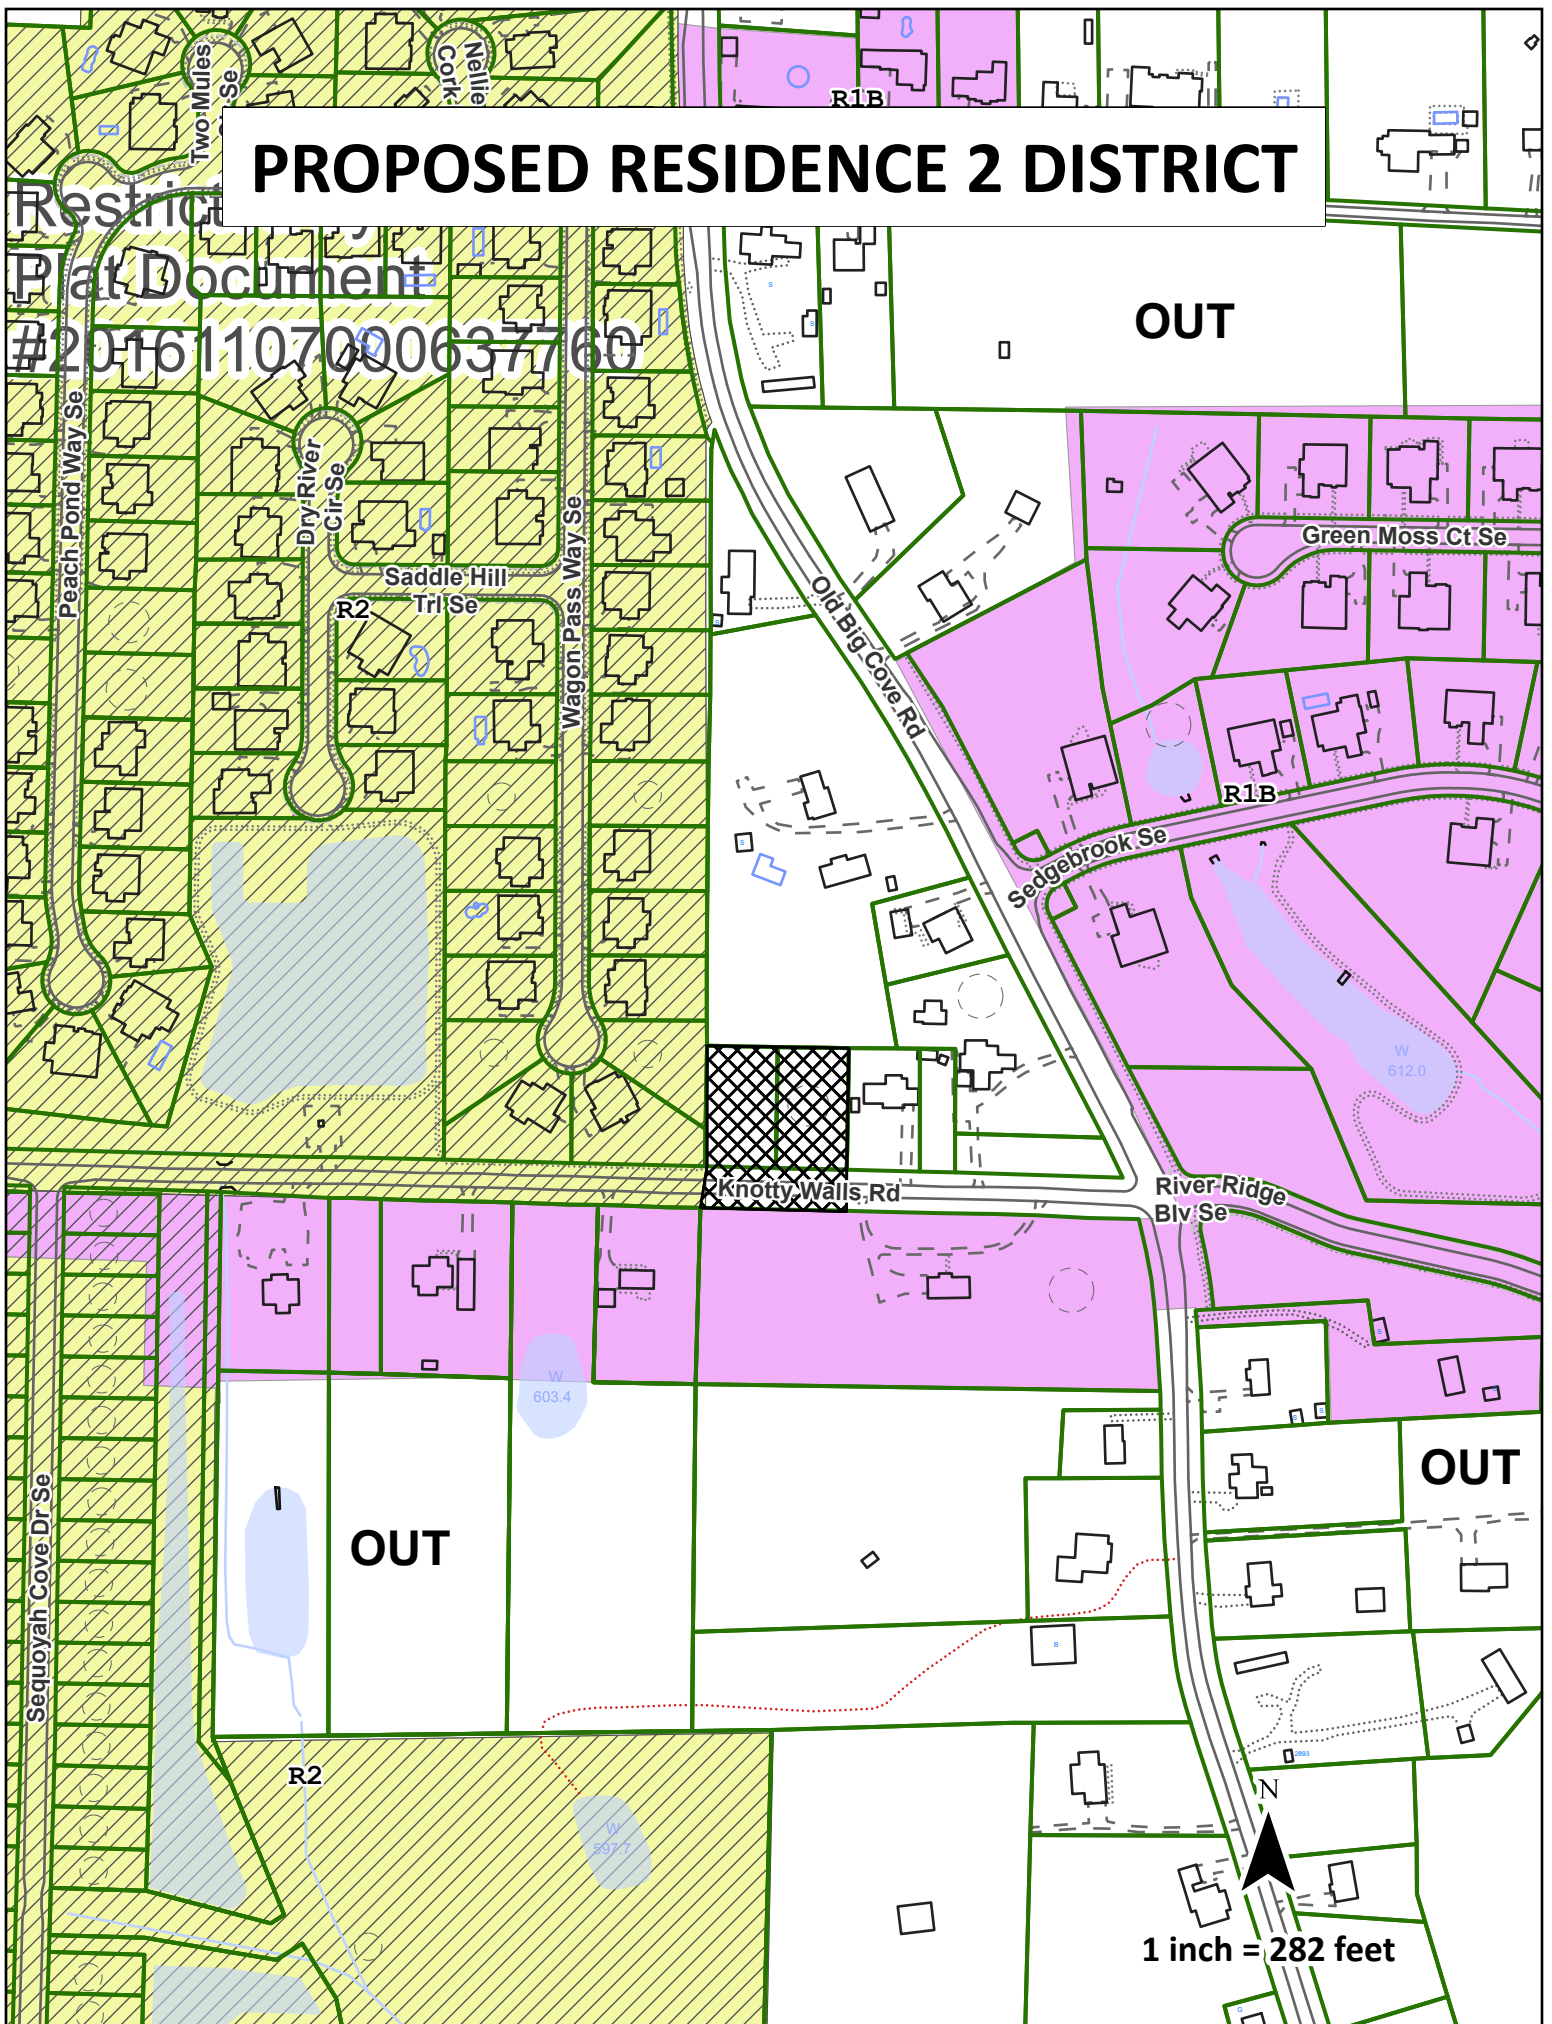 Two Mules
Se
Nellie
Cork
R1B
PROPOSED RESIDENCE 2 DISTRICT
Plat Document
#20161107000637760
OUT
Peach Pond Way Se
Dry River
Cir Se
Saddle Hill
Trl Se
R2
Wagon Pass Way Se
Old Big Cove Rd
Green Moss Ct Se
R1B
Sedgebrook Se
W
612.0
Knotty Walls Rd
River Ridge
Blv Se
W
603.4
OUT
OUT
Sequoyah Cove Dr Se
S
S
S
S
S
S
S
B
2893
R2
W
597.7
N
1 inch = 282 feet
G